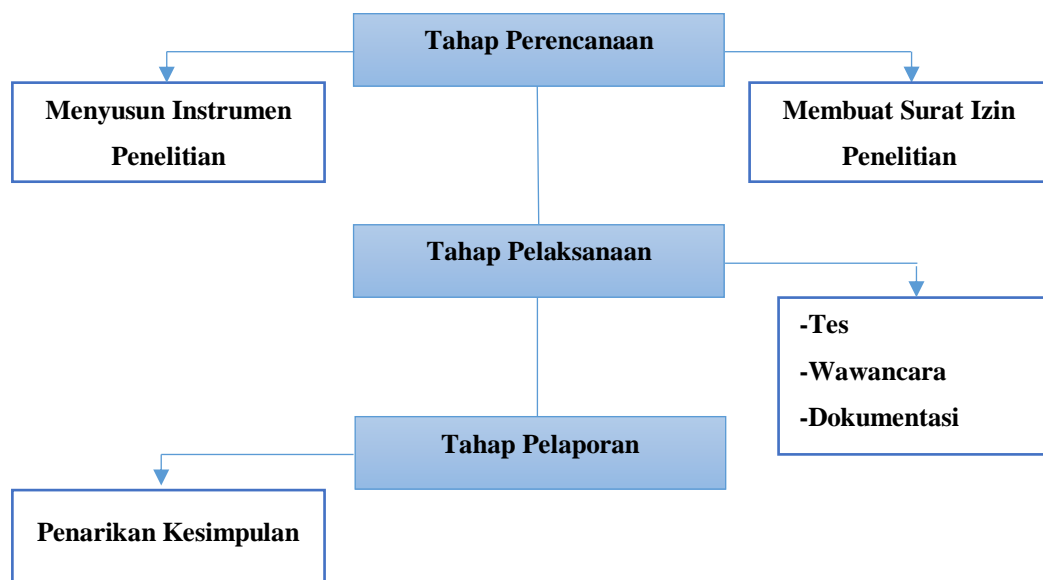 Tahap Perencanaan
Menyusun Instrumen
Penelitian
Membuat Surat Izin
Penelitian
Tahap Pelaksanaan
-Tes
-Wawancara
-Dokumentasi
Tahap Pelaporan
Penarikan Kesimpulan